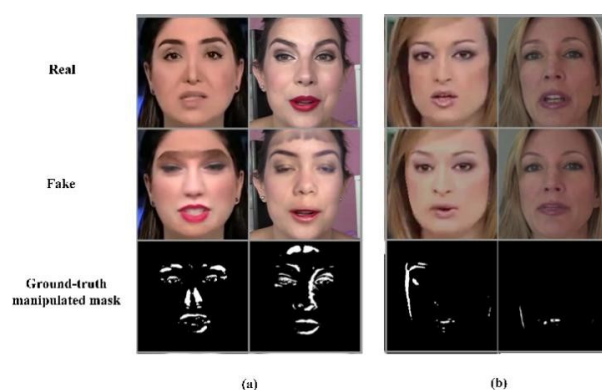 Real
Fake
Ground-truth
manipulated mask
(a)
(b)